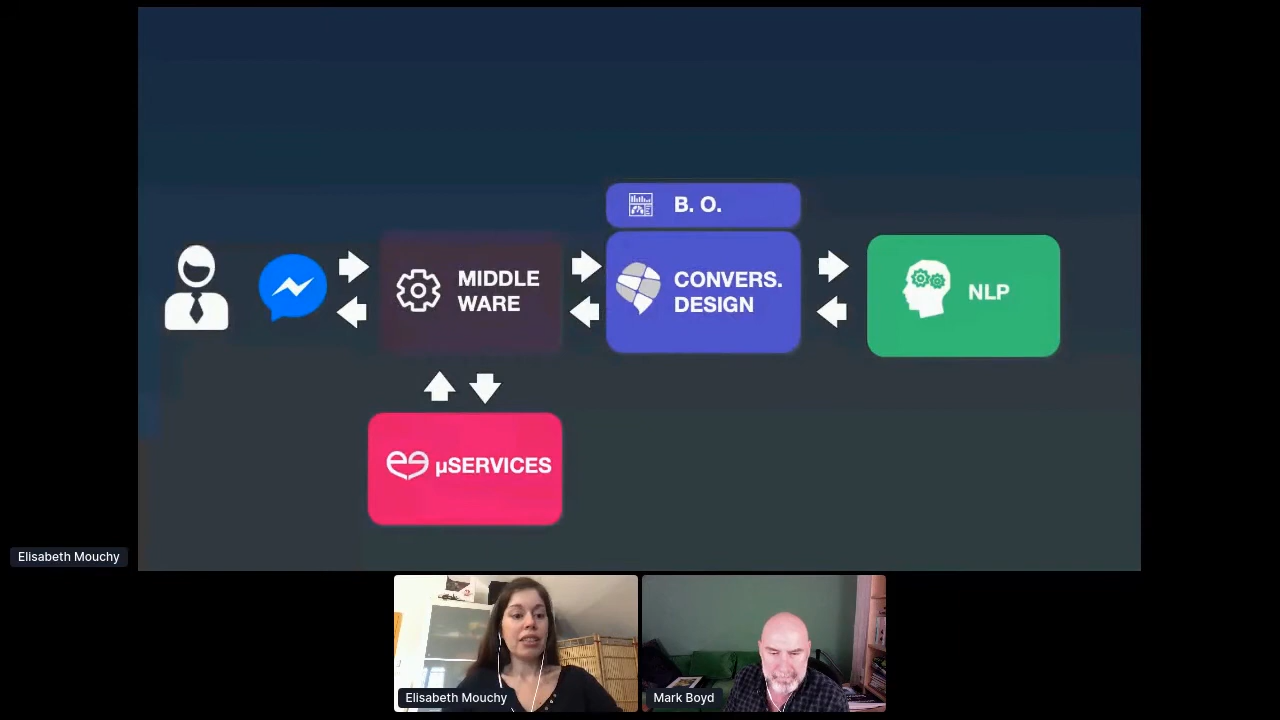 B. O.
MIDDLE
WARE
CONVERS.
DESIGN
NLP
µSERVICES
Elisabeth Mouchy
Elisabeth Mouchy
Mark Boyd